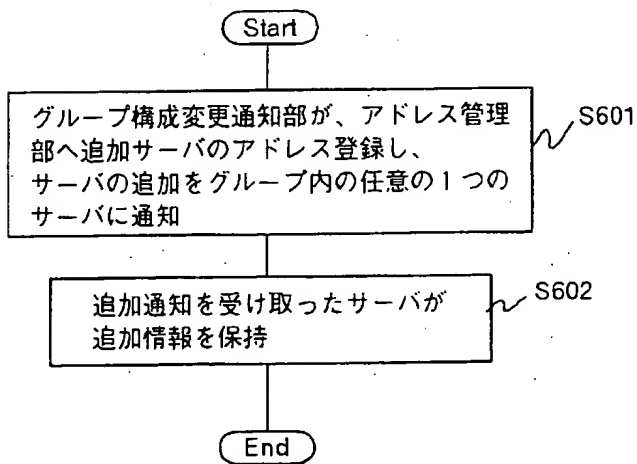 Start
グループ構成変更通知部が、アドレス管理
部へ追加サーバのアドレス登録し、
サーバの追加をグループ内の任意の1つの
サーバに通知
S601
追加通知を受け取ったサーバが
追加情報を保持
S602
End